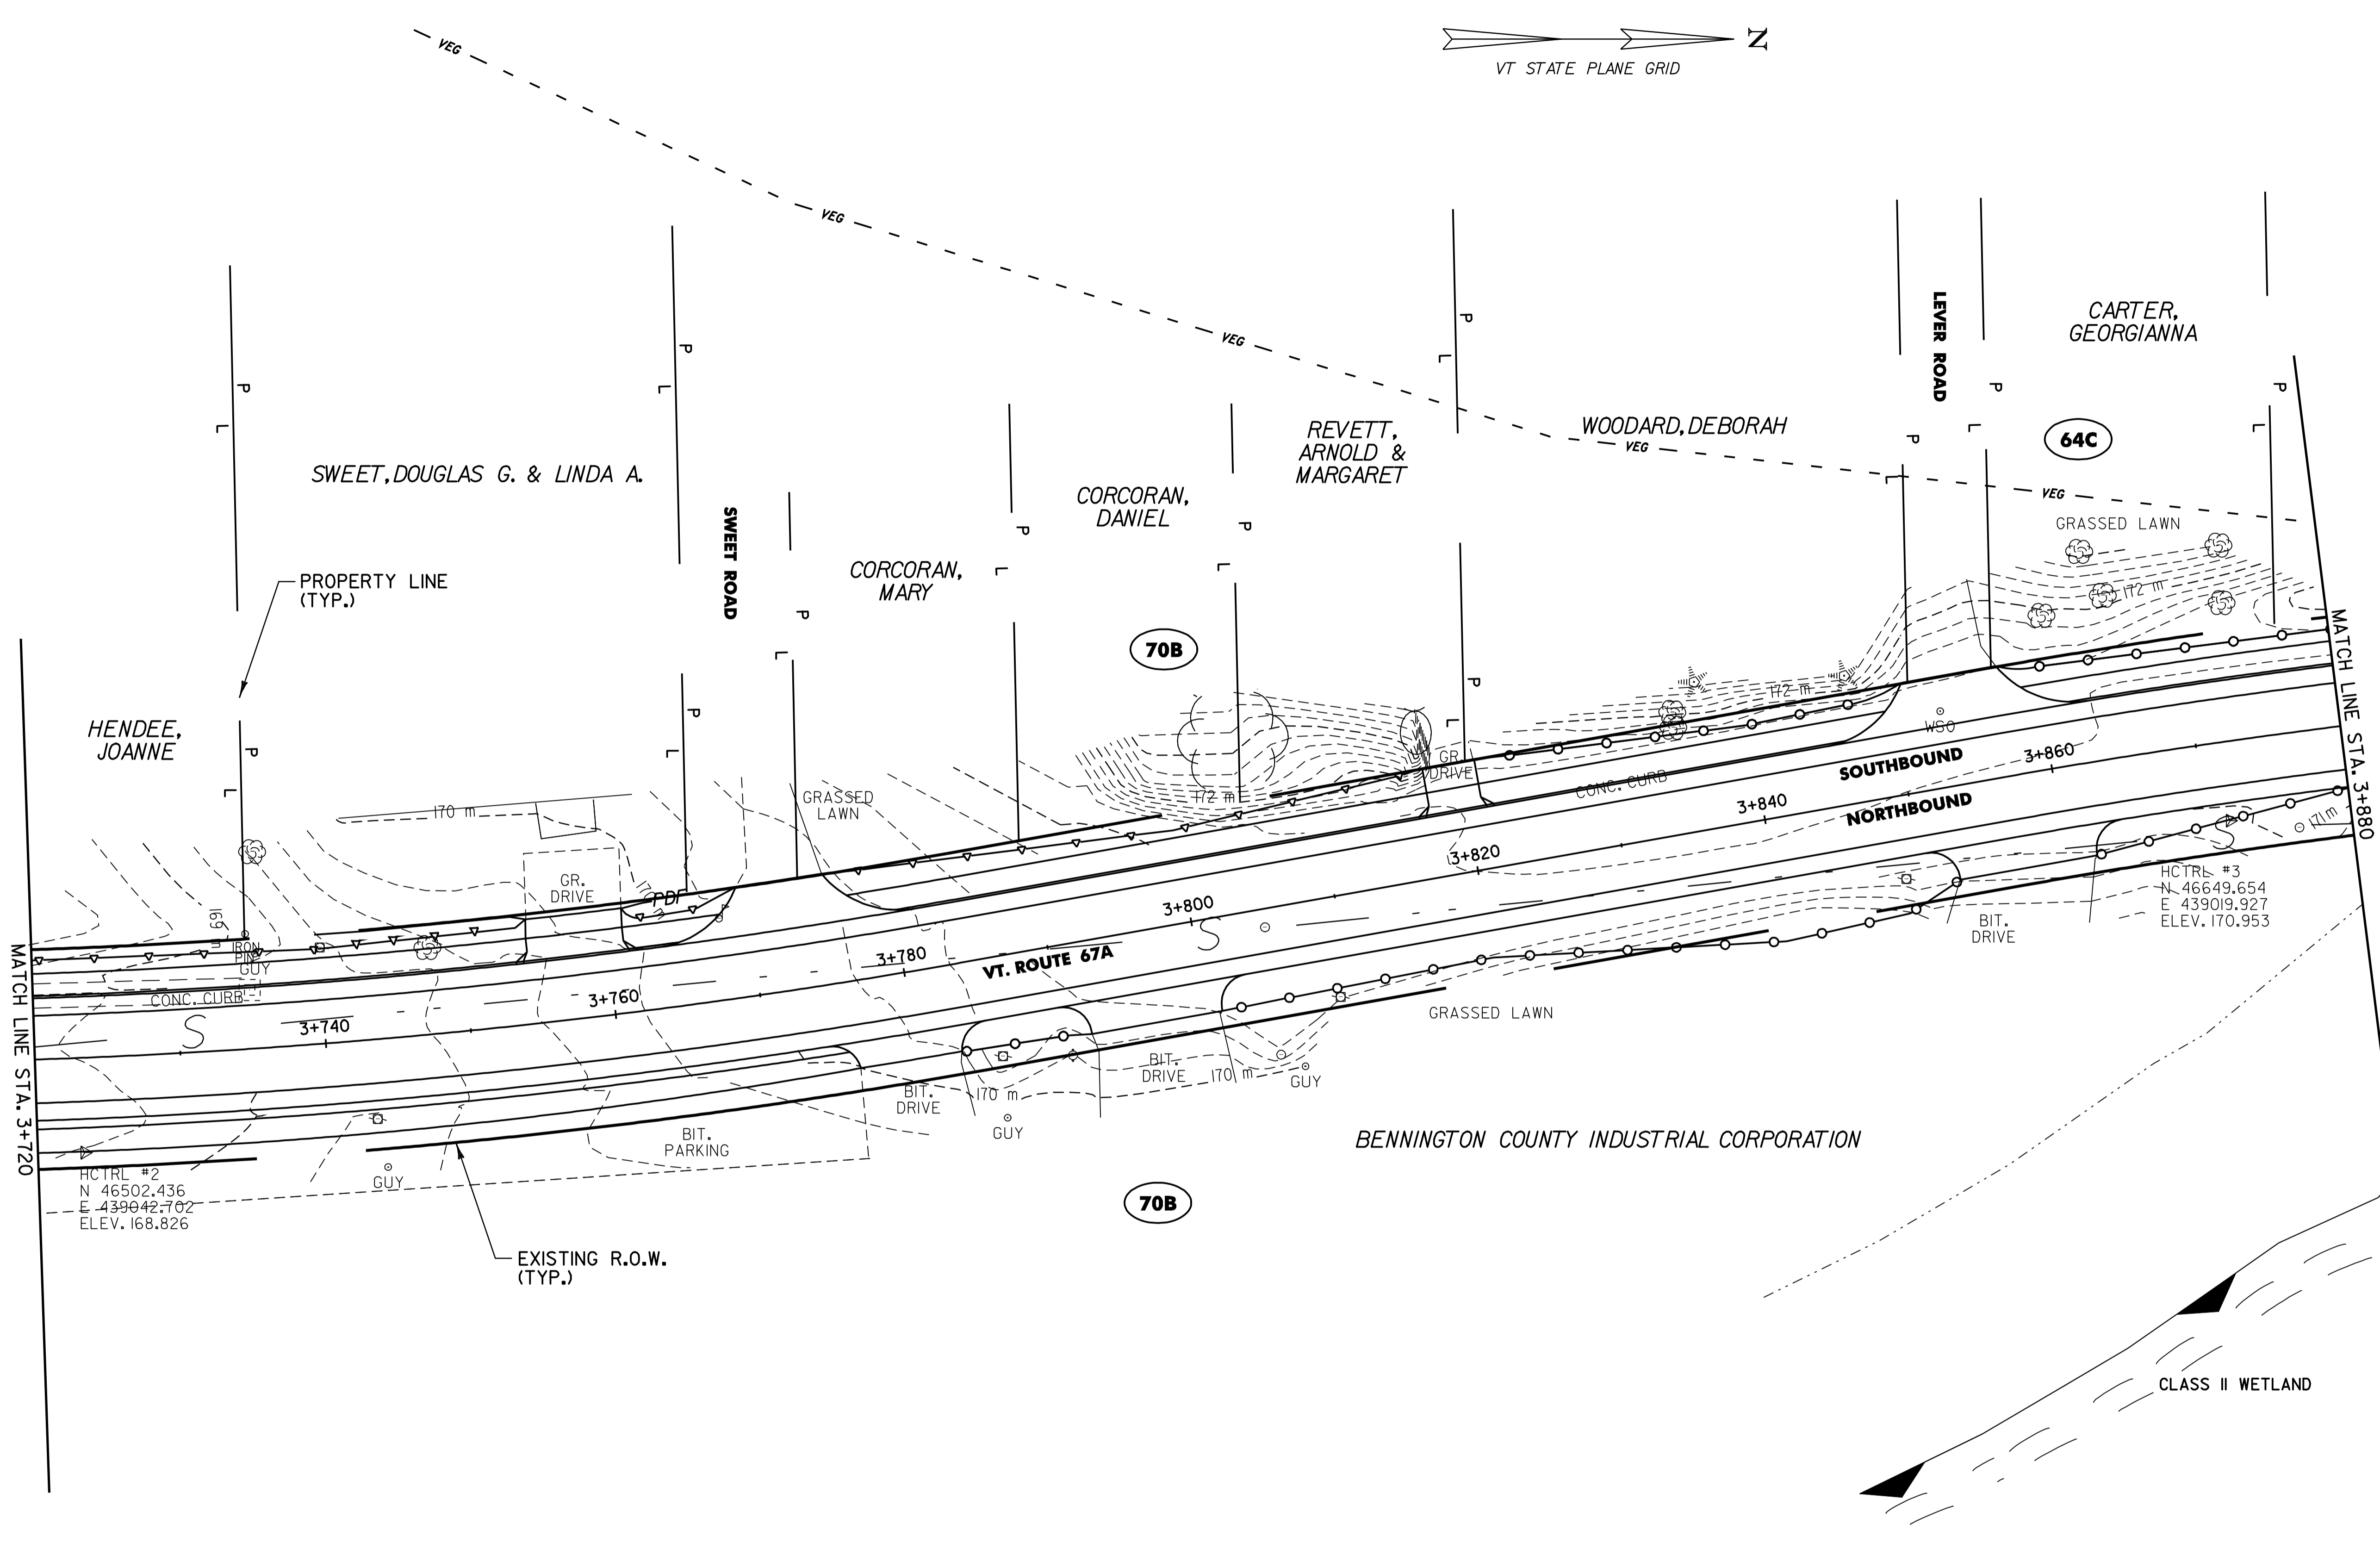 VEG
N
VT STATE PLANE GRID
VEG
VEG
VEG
VEG
P
L
P
L
P
L
LEVER ROAD
CARTER,
GEORGIANNA
P
L
P
L
P
L
64C
GRASSED LAWN
172 m
SWEET, DOUGLAS G. & LINDA A.
SWEET ROAD
CORCORAN,
MARY
CORCORAN,
DANIEL
REVETT,
ARNOLD &
MARGARET
WOODARD, DEBORAH
P
L
P
L
P
L
PROPERTY LINE
(TYP.)
70B
HENDEE,
JOANNE
P
L
P
L
P
L
170 m
GRASSED
LAWN
172 m
GR.
DRIVE
172 m
CONC. CURB
WSO
SOUTHBOUND
NORTHBOUND
MATCH LINE STA. 3+880
GR.
DRIVE
PDF
169 m
IRON
PIN
GUY
CONC. CURB
MATCH LINE STA. 3+720
S
3+740
3+760
3+780
VT. ROUTE 67A
3+800
S
3+820
3+840
3+860
S
171m
HCTRL #3
N 46649.654
E 439019.927
ELEV. 170.953
BIT.
DRIVE
GRASSED LAWN
BIT.
DRIVE
170 m
GUY
BIT.
DRIVE
170 m
GUY
BIT.
PARKING
GUY
HCTRL #2
N 46502.436
E 439042.702
ELEV. 168.826
BENNINGTON COUNTY INDUSTRIAL CORPORATION
70B
EXISTING R.O.W.
(TYP.)
CLASS II WETLAND